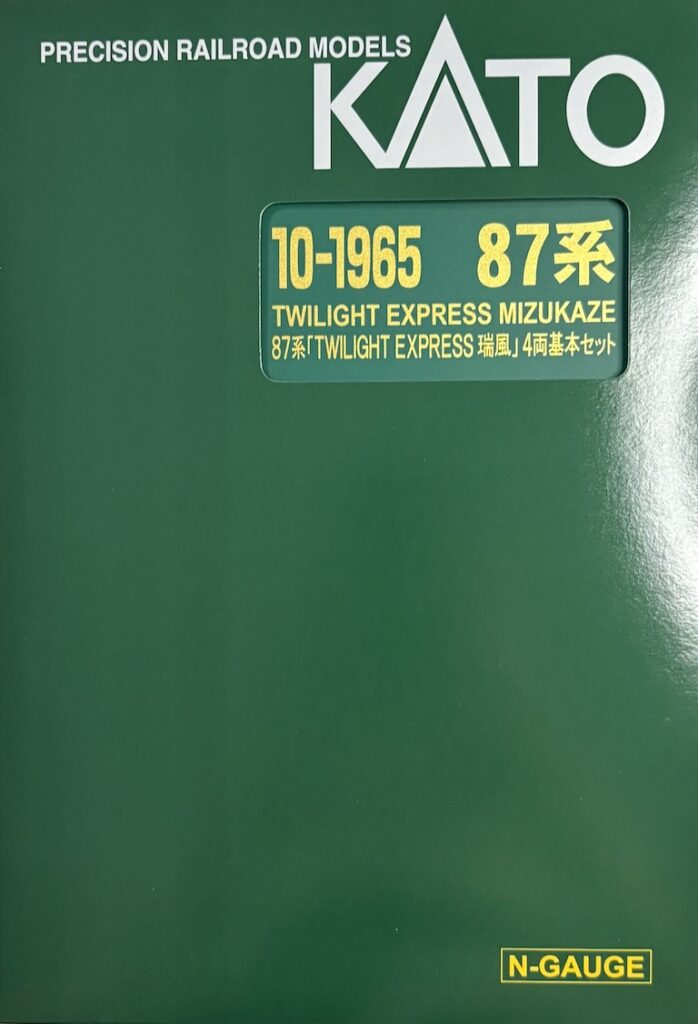 PRECISION RAILROAD MODELS
KATO
10-1965 87系
TWILIGHT EXPRESS MIZUKAZE
87系「TWILIGHT EXPRESS 瑞風」4両基本セット
N-GAUGE